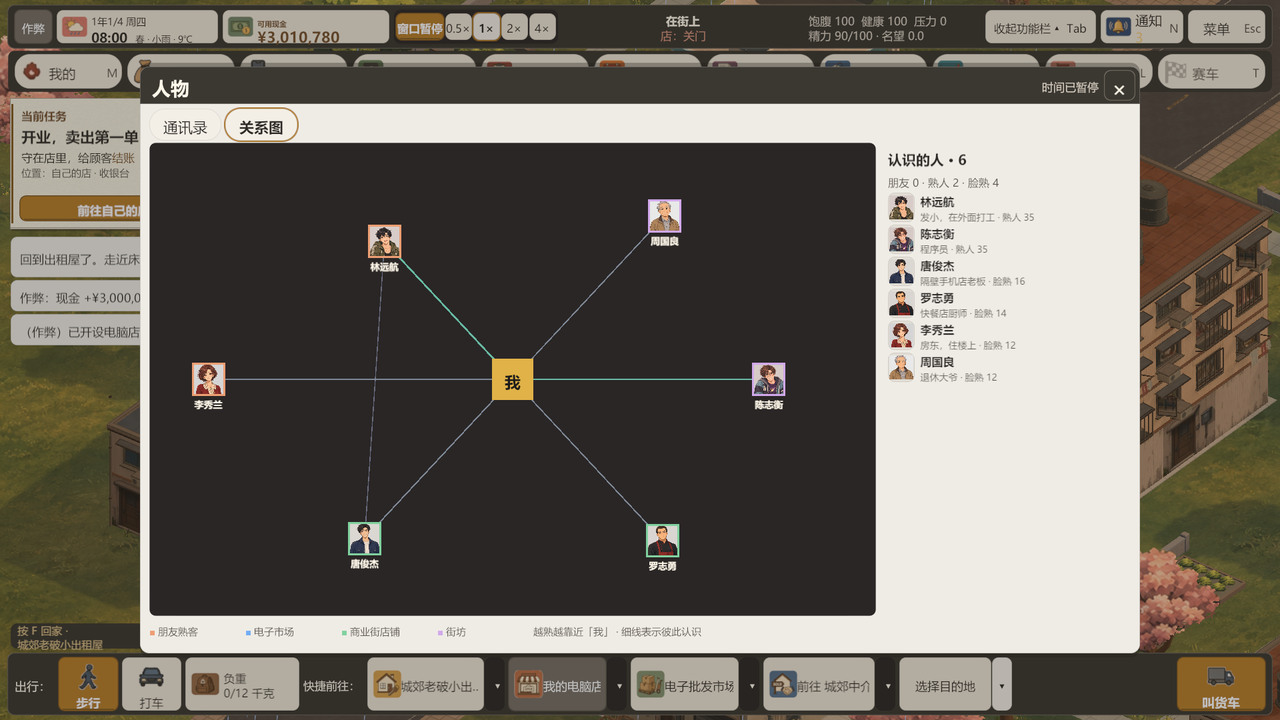 作弊
1年1/4 周四
08:00 春·小雨·9℃
可用现金
¥3,010,780
窗口暂停 0.5× 1× 2× 4×
在街上
店: 关门
饱腹 100 健康 100 压力 0
精力 90/100 · 名望 0.0
收起功能栏 · Tab
通知
3
N
菜单 Esc
我的 M
L
赛车 T
人物
时间已暂停
×
通讯录
关系图
当前任务
开业，卖出第一单
守在店里，给顾客结账
位置：自己的店 · 收银台
前往自己的
回到出租屋了。走近床
作弊：现金 +¥3,000,0
（作弊）已开设电脑店
林远航
周国良
李秀兰
我
陈志衡
唐俊杰
罗志勇
认识的人 · 6
朋友 0 · 熟人 2 · 脸熟 4
林远航
发小，在外面打工 · 熟人 35
陈志衡
程序员 · 熟人 35
唐俊杰
隔壁手机店老板 · 脸熟 16
罗志勇
快餐店厨师 · 脸熟 14
李秀兰
房东，住楼上 · 脸熟 12
周国良
退休大爷 · 脸熟 12
朋友熟客
电子市场
商业街店铺
街坊
越熟越靠近「我」 · 细线表示彼此认识
按 F 回家 ·
城郊老破小出租屋
出行：
步行
打车
负重
0/12 千克
快捷前往：
城郊老破小出..
我的电脑店
电子批发市场
前往 城郊中介
选择目的地
叫货车